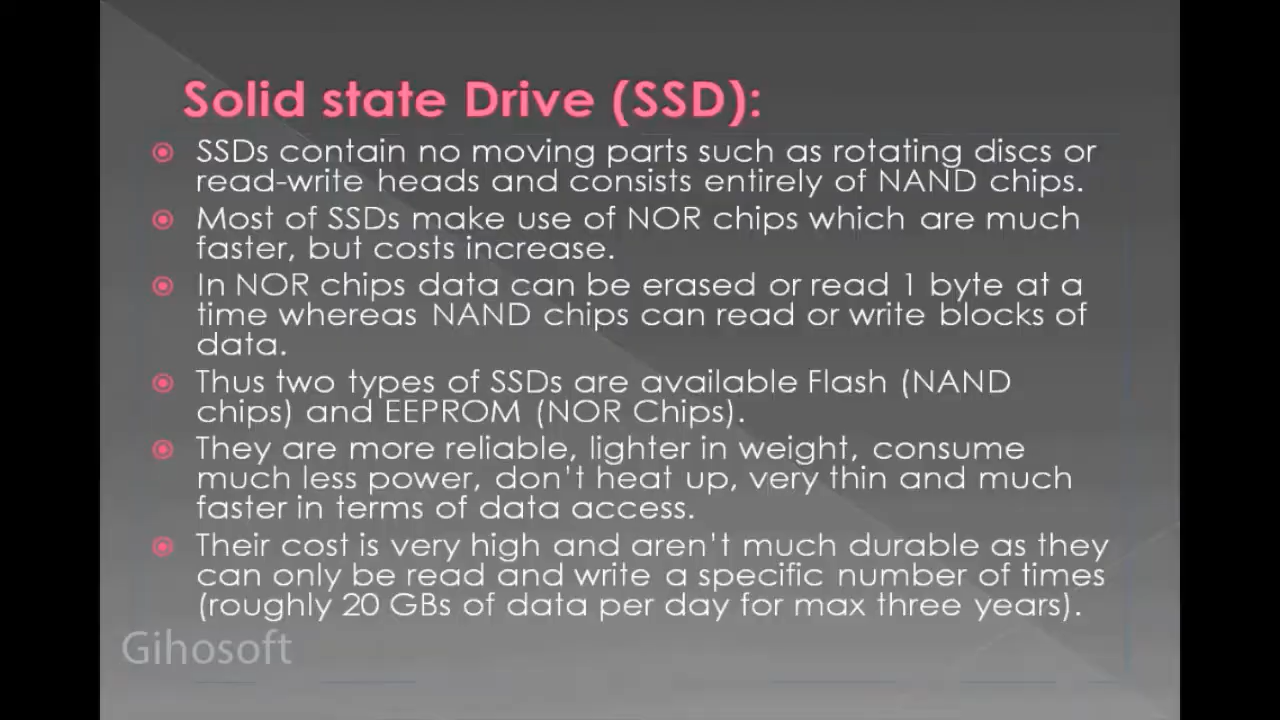 Solid state Drive (SSD):
SSDs contain no moving parts such as rotating discs or
read-write heads and consists entirely of NAND chips.
Most of SSDs make use of NOR chips which are much
faster, but costs increase.
In NOR chips data can be erased or read 1 byte at a
time whereas NAND chips can read or write blocks of
data.
Thus two types of SSDs are available Flash (NAND
chips) and EEPROM (NOR Chips).
They are more reliable, lighter in weight, consume
much less power, don't heat up, very thin and much
faster in terms of data access.
Their cost is very high and aren't much durable as they
can only be read and write a specific number of times
(roughly 20 GBs of data per day for max three years).
Gihosoft